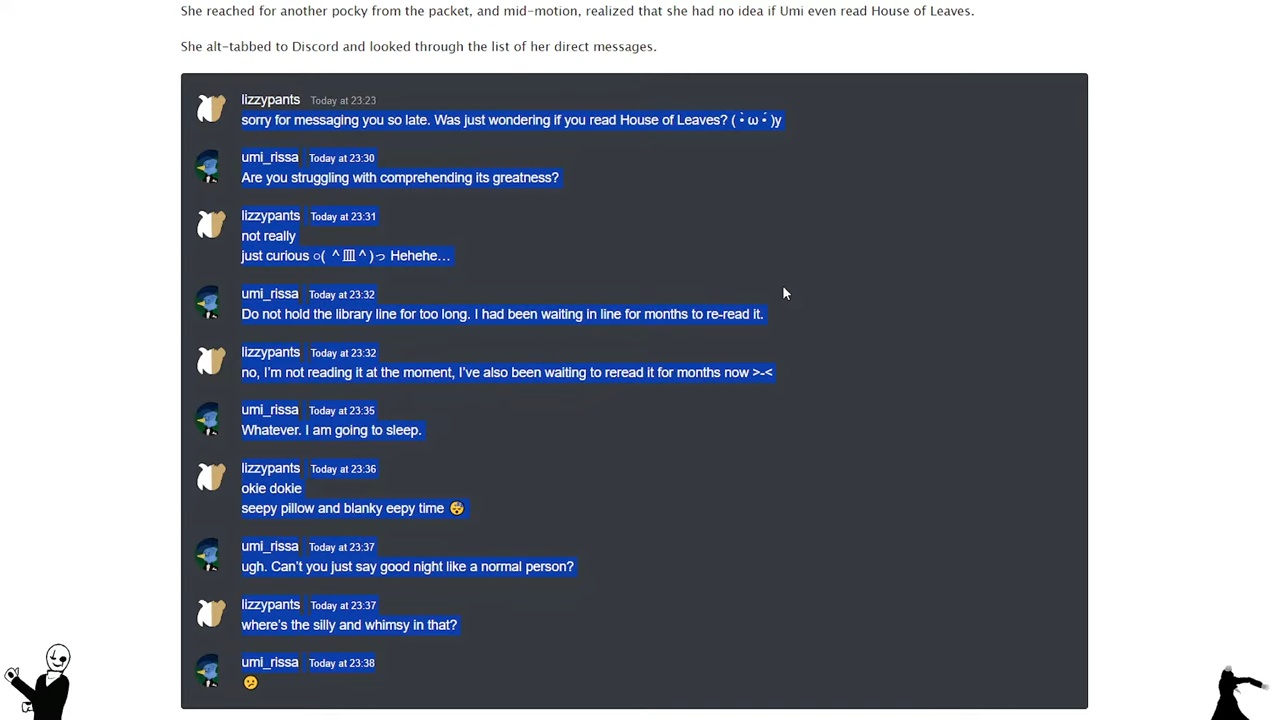 She reached for another pocky from the packet, and mid-motion, realized that she had no idea if Umi even read House of Leaves.
She alt-tabbed to Discord and looked through the list of her direct messages.
lizzypants Today at 23:23
sorry for messaging you so late. Was just wondering if you read House of Leaves? ( •̀ ω •́ )y
umi_rissa Today at 23:30
Are you struggling with comprehending its greatness?
lizzypants Today at 23:31
not really
just curious ○( ＾皿＾)っ Hehehe…
umi_rissa Today at 23:32
Do not hold the library line for too long. I had been waiting in line for months to re-read it.
lizzypants Today at 23:32
no, I'm not reading it at the moment, I've also been waiting to reread it for months now >-<
umi_rissa Today at 23:35
Whatever. I am going to sleep.
lizzypants Today at 23:36
okie dokie
seepy pillow and blanky eepy time 😴
umi_rissa Today at 23:37
ugh. Can't you just say good night like a normal person?
lizzypants Today at 23:37
where's the silly and whimsy in that?
umi_rissa Today at 23:38
😕